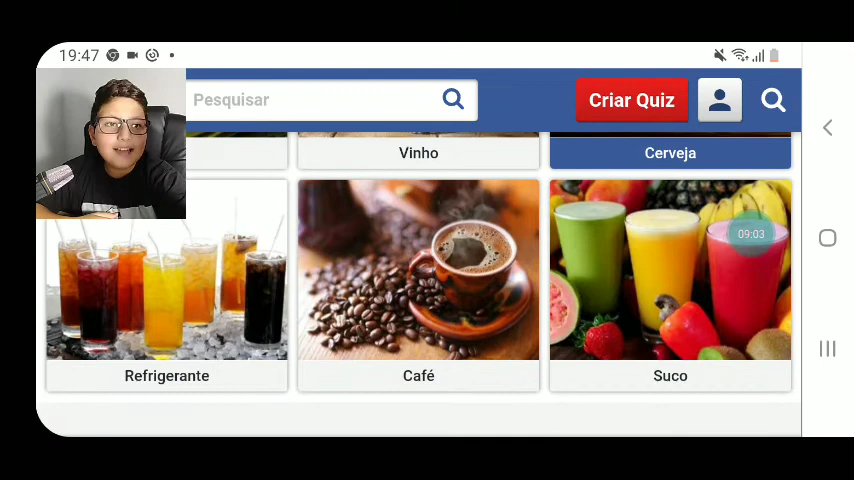 19:47
Pesquisar
Criar Quiz
Vinho
Cerveja
09:03
Refrigerante
Café
Suco